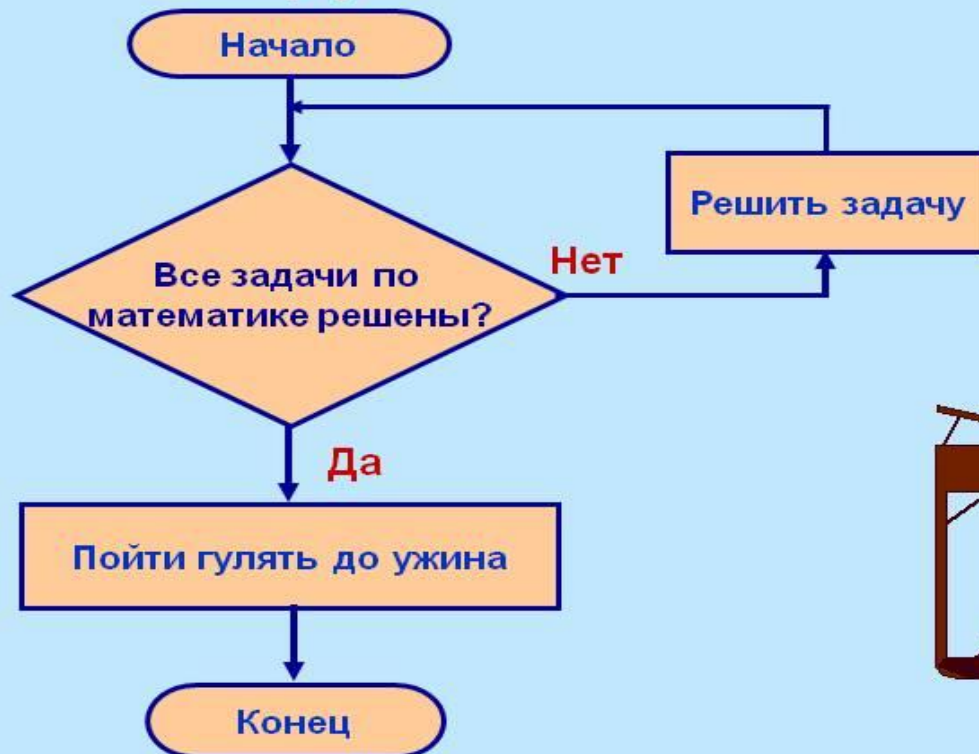 Начало
Решить задачу
Нет
Все задачи по
математике решены?
Да
Пойти гулять до ужина
Конец